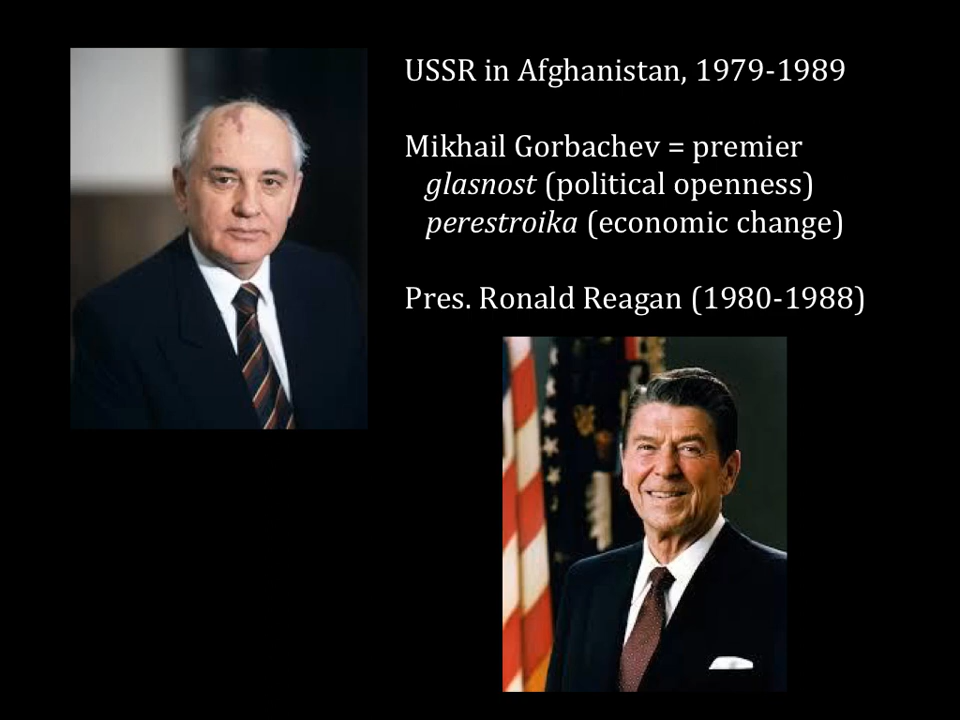 USSR in Afghanistan, 1979-1989
Mikhail Gorbachev = premier
glasnost (political openness)
perestroika (economic change)
Pres. Ronald Reagan (1980-1988)